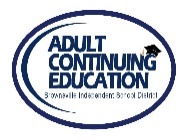 ADULT
CONTINUING
EDUCATION
Brownsville Independent School District